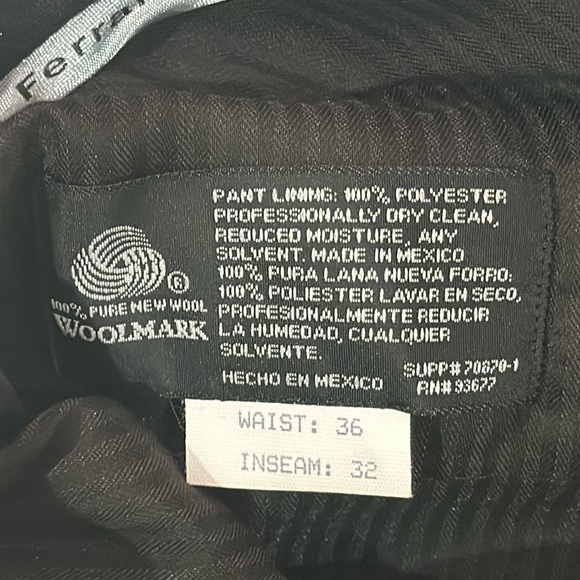 Ferra
PANT LINING: 100% POLYESTER
PROFESSIONALLY DRY CLEAN,
REDUCED MOISTURE, ANY
SOLVENT. MADE IN MEXICO
100% PURA LANA NUEVA FORRO:
100% POLIESTER LAVAR EN SECO,
PROFESIONALMENTE REDUCIR
LA HUMEDAD, CUALQUIER
SOLVENTE.
HECHO EN MEXICO
SUPP# 70870-1
RN# 93677
®
100% PURE NEW WOOL
WOOLMARK
WAIST: 36
INSEAM: 32